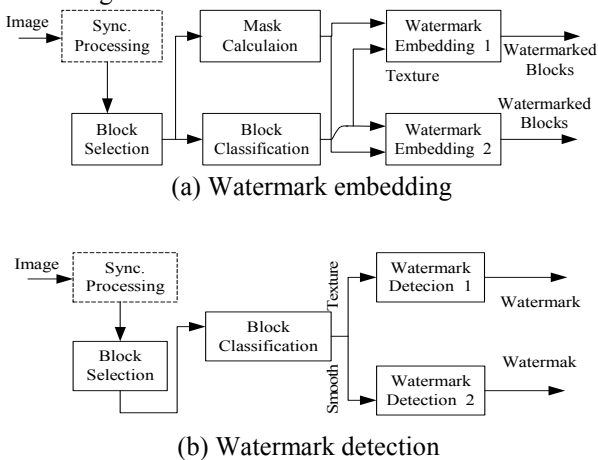 Image
Sync.
Processing
Mask
Calculaion
Watermark
Embedding 1
Watermarked
Blocks
Texture
Block
Selection
Block
Classification
Watermark
Embedding 2
Watermarked
Blocks
(a) Watermark embedding
Image
Sync.
Processing
Block
Selection
Block
Classification
Texture
Smooth
Watermark
Detecion 1
Watermark
Watermark
Detection 2
Watermak
(b) Watermark detection